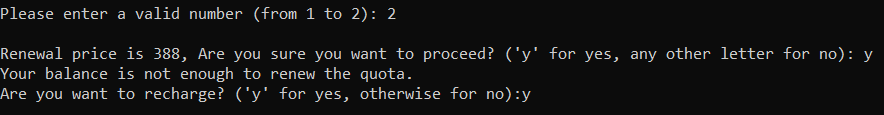 Please enter a valid number (from 1 to 2): 2
Renewal price is 388, Are you sure you want to proceed? ('y' for yes, any other letter for no): y
Your balance is not enough to renew the quota.
Are you want to recharge? ('y' for yes, otherwise for no):y